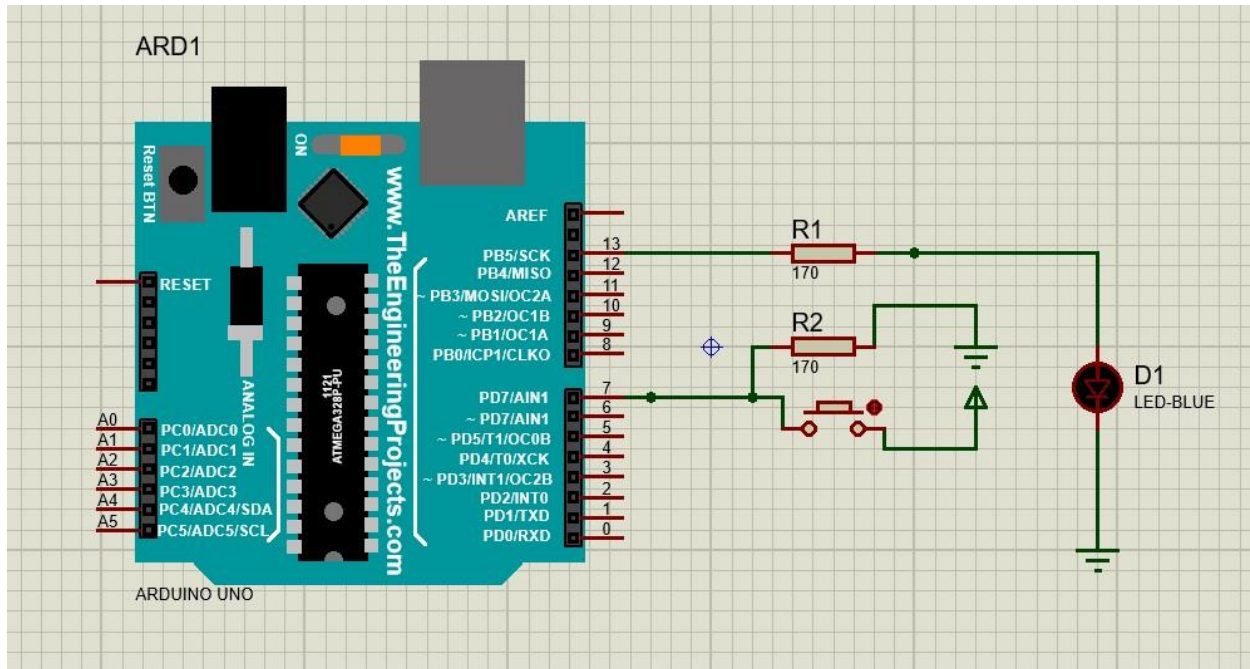 ARD1
Reset BTN
ON
www.TheEngineeringProjects.com
RESET
ANALOG IN
1121
ATMEGA328P-PU
AREF
PB5/SCK 13
PB4/MISO 12
~ PB3/MOSI/OC2A 11
~ PB2/OC1B 10
~ PB1/OC1A 9
PB0/ICP1/CLKO 8
PD7/AIN1 7
~ PD7/AIN1 6
~ PD5/T1/OC0B 5
PD4/T0/XCK 4
~ PD3/INT1/OC2B 3
PD2/INT0 2
PD1/TXD 1
PD0/RXD 0
A0 PC0/ADC0
A1 PC1/ADC1
A2 PC2/ADC2
A3 PC3/ADC3
A4 PC4/ADC4/SDA
A5 PC5/ADC5/SCL
ARDUINO UNO
R1
170
R2
170
D1
LED-BLUE